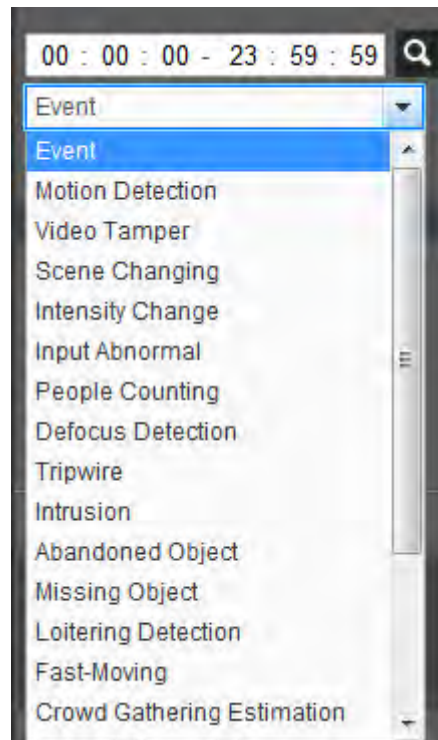 00 : 00 : 00 - 23 : 59 : 59
Event
Event
Motion Detection
Video Tamper
Scene Changing
Intensity Change
Input Abnormal
People Counting
Defocus Detection
Tripwire
Intrusion
Abandoned Object
Missing Object
Loitering Detection
Fast-Moving
Crowd Gathering Estimation